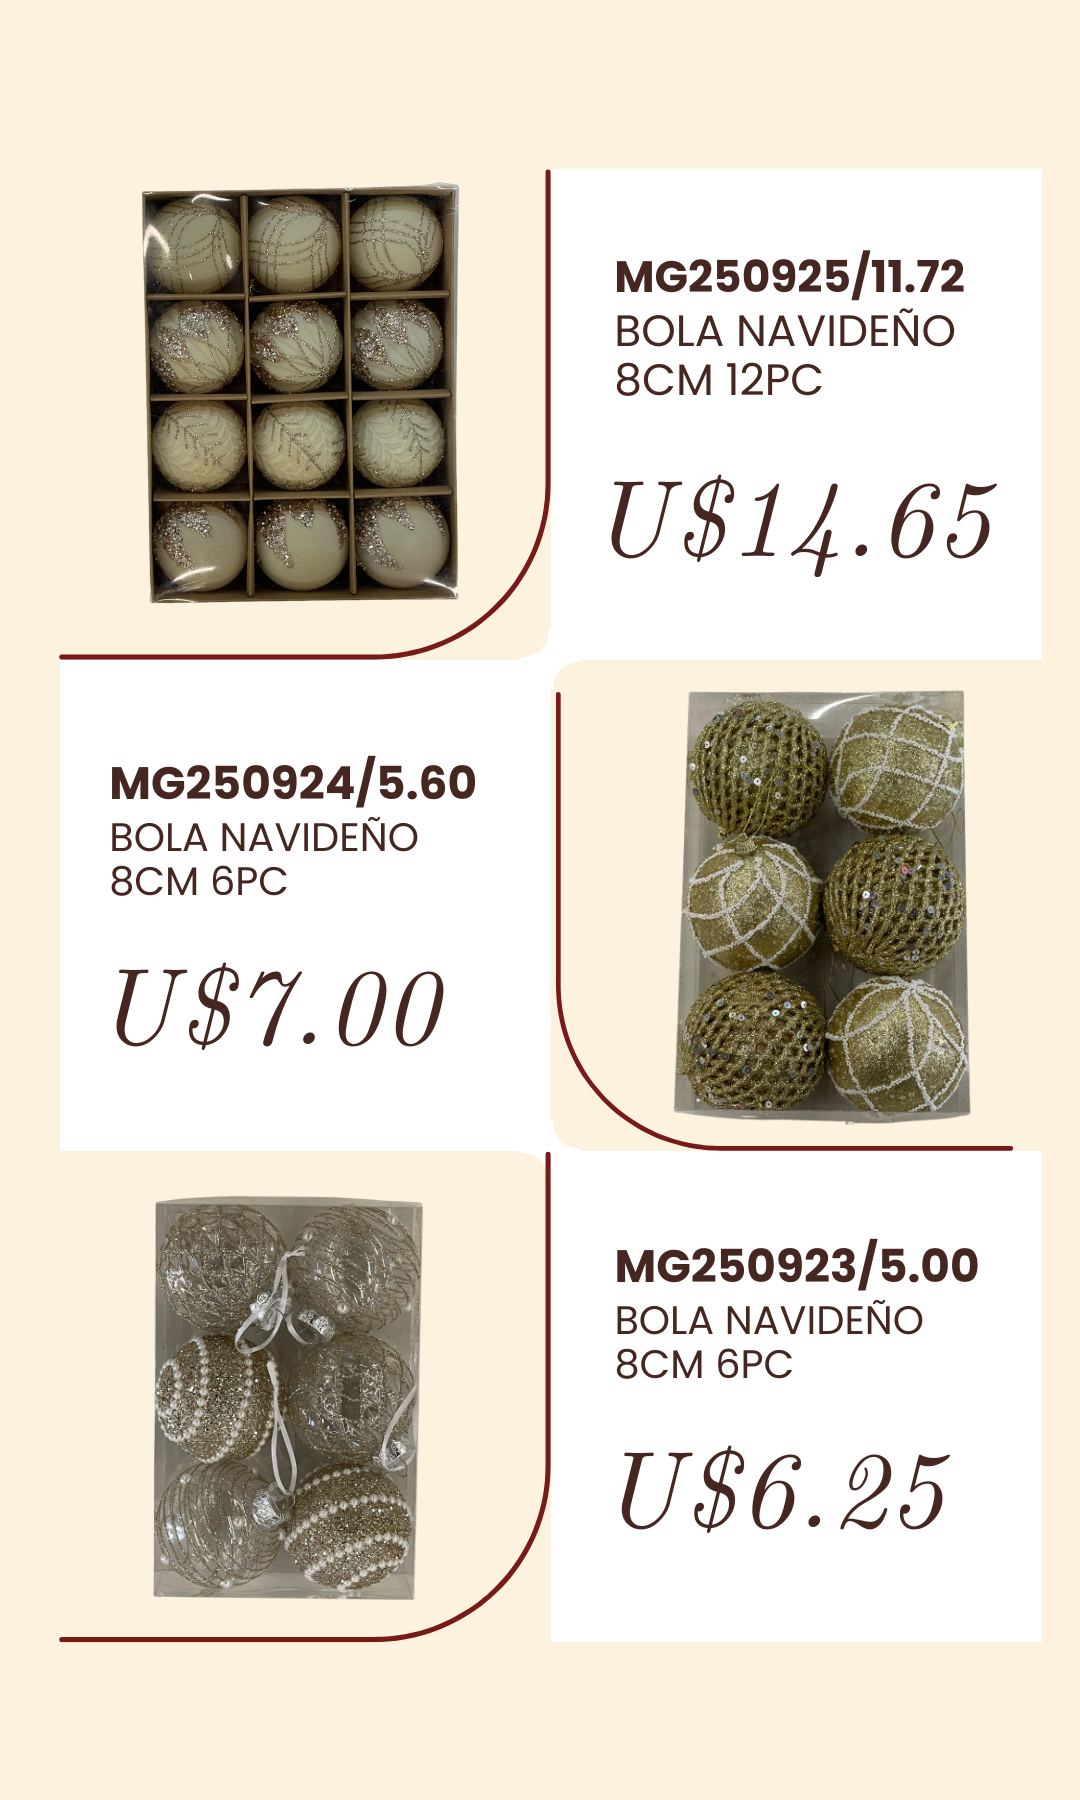 MG250925/11.72
BOLA NAVIDEÑO
8CM 12PC
U$14.65
MG250924/5.60
BOLA NAVIDEÑO
8CM 6PC
U$7.00
MG250923/5.00
BOLA NAVIDEÑO
8CM 6PC
U$6.25